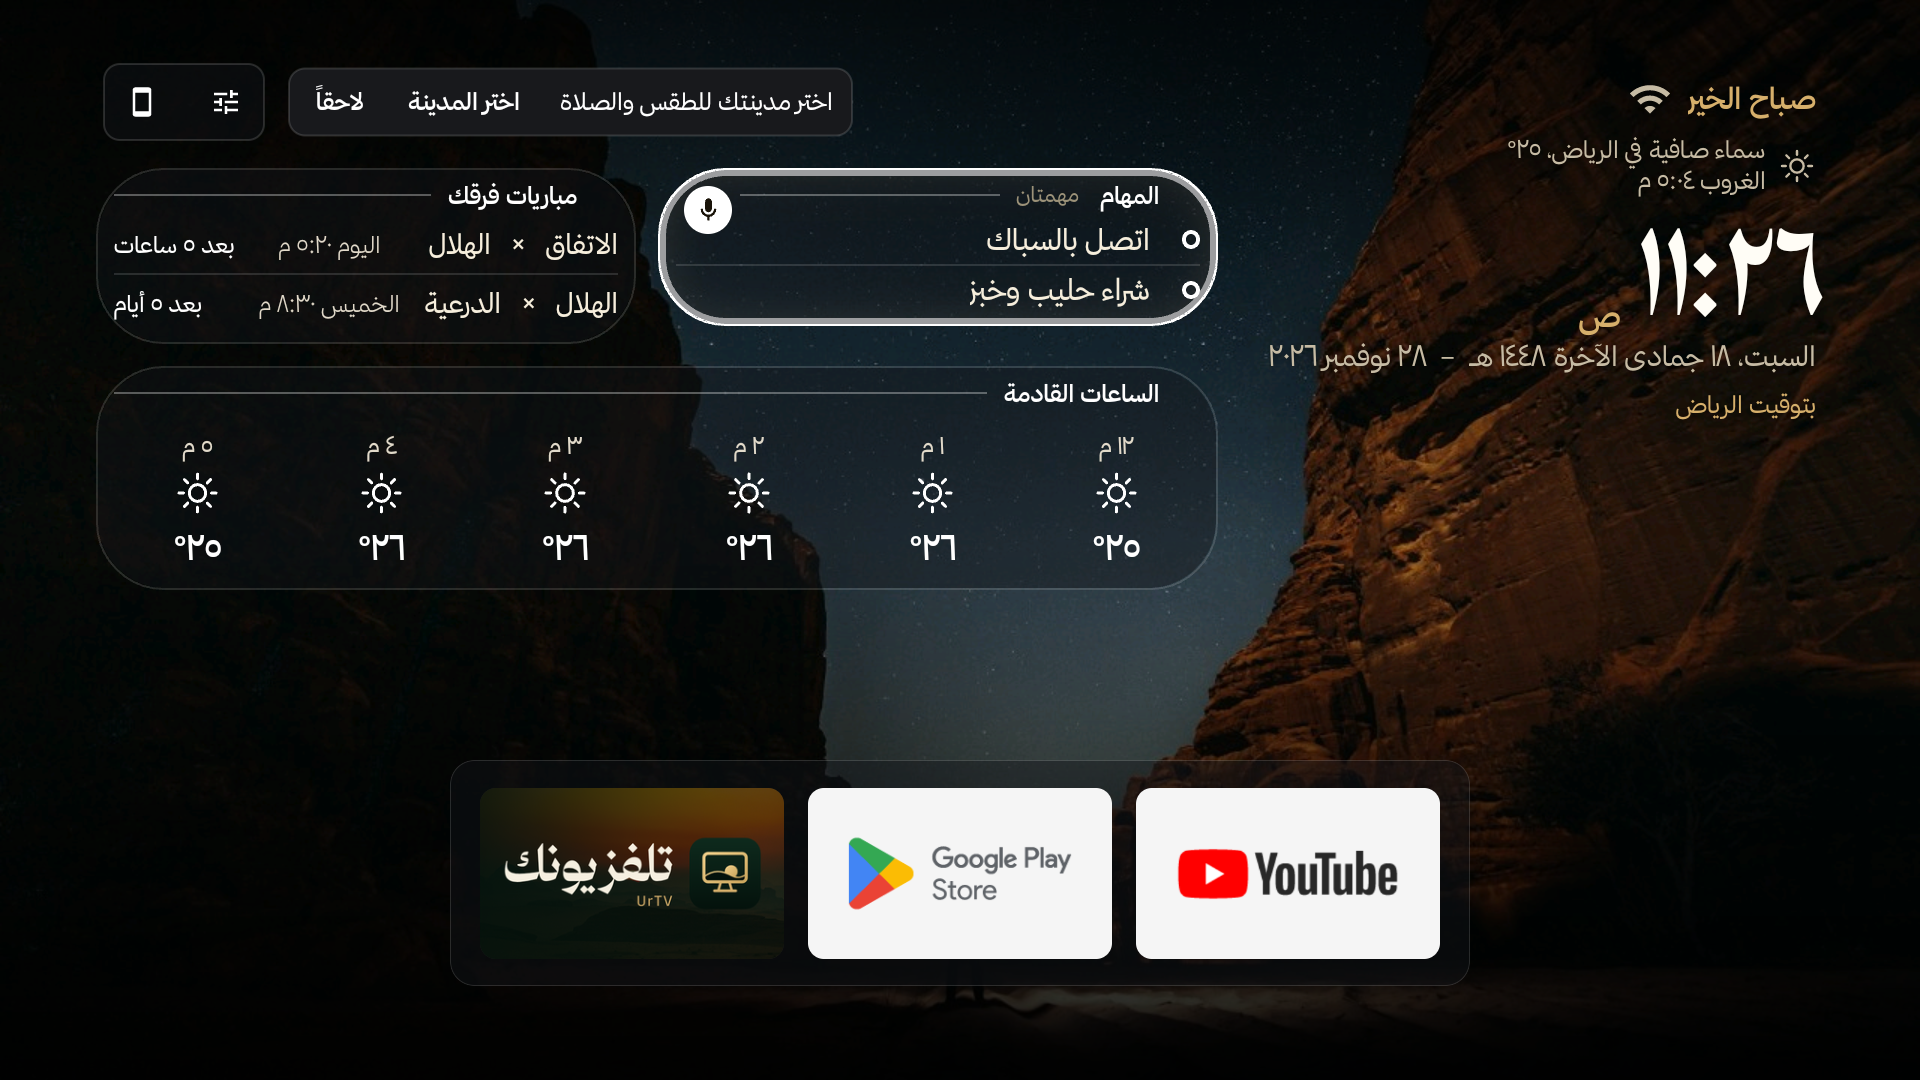 صباح الخير
سماء صافية في الرياض، ٢٥°
الغروب ٥:٠٤ م
١١:٢٦ ص
السبت، ١٨ جمادى الآخرة ١٤٤٨ هـ – ٢٨ نوفمبر ٢٠٢٦
بتوقيت الرياض
اختر مدينتك للطقس والصلاة اختر المدينة لاحقاً
المهام مهمتان
اتصل بالسباك
شراء حليب وخبز
مباريات فرقك
الاتفاق × الهلال اليوم ٥:٢٠ م بعد ٥ ساعات
الهلال × الدرعية الخميس ٨:٣٠ م بعد ٥ أيام
الساعات القادمة
١٢ م ١ م ٢ م ٣ م ٤ م ٥ م
٢٥° ٢٦° ٢٦° ٢٦° ٢٦° ٢٥°
YouTube
Google Play
Store
تلفزيونك
UrTV